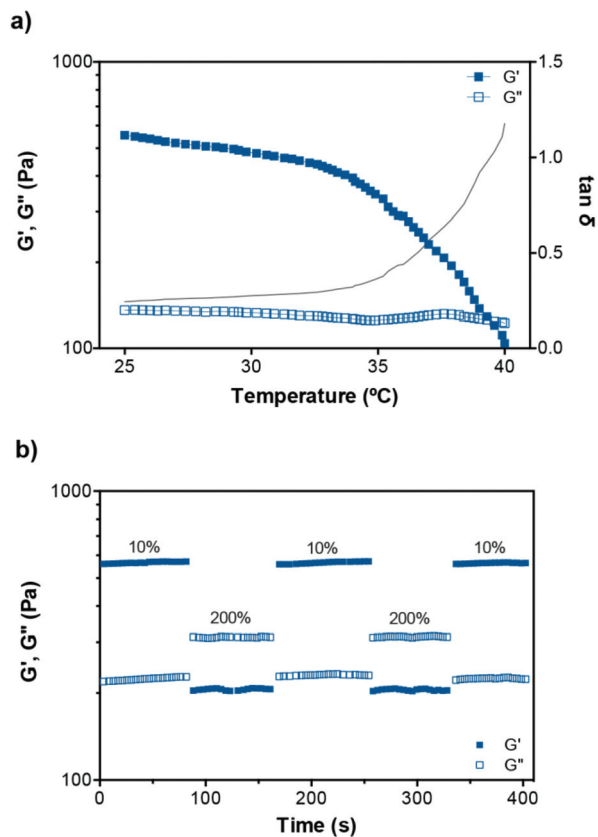 a)
1000
1.5
G'
G"
1.0
G', G" (Pa)
tan δ
0.5
100
0.0
25
30
35
40
Temperature (ºC)
b)
1000
10%
10%
10%
G', G" (Pa)
200%
200%
G'
G"
100
0
100
200
300
400
Time (s)